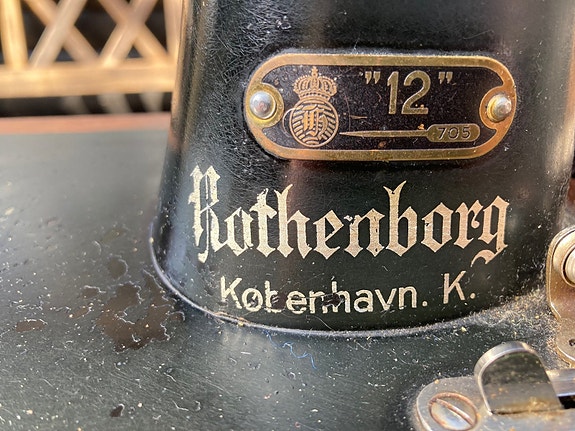 "12"
705
Rothenborg
København. K.